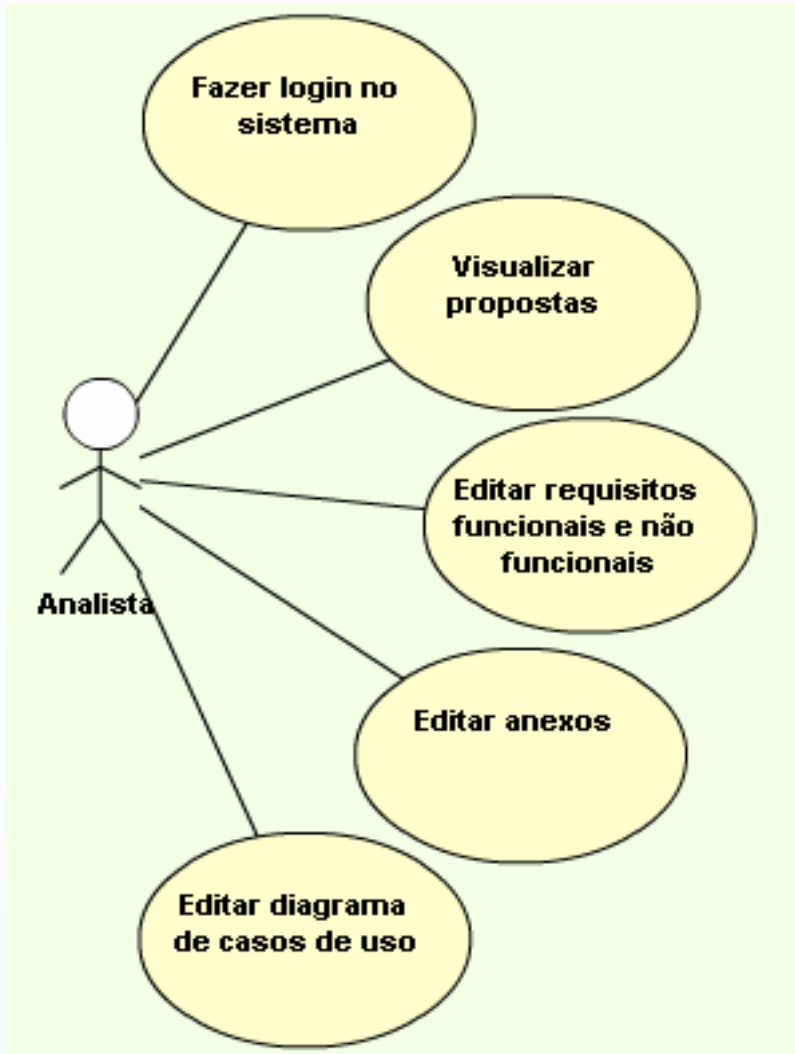 Fazer login no
sistema
Visualizar
propostas
Editar requisitos
funcionais e não
funcionais
Analista
Editar anexos
Editar diagrama
de casos de uso